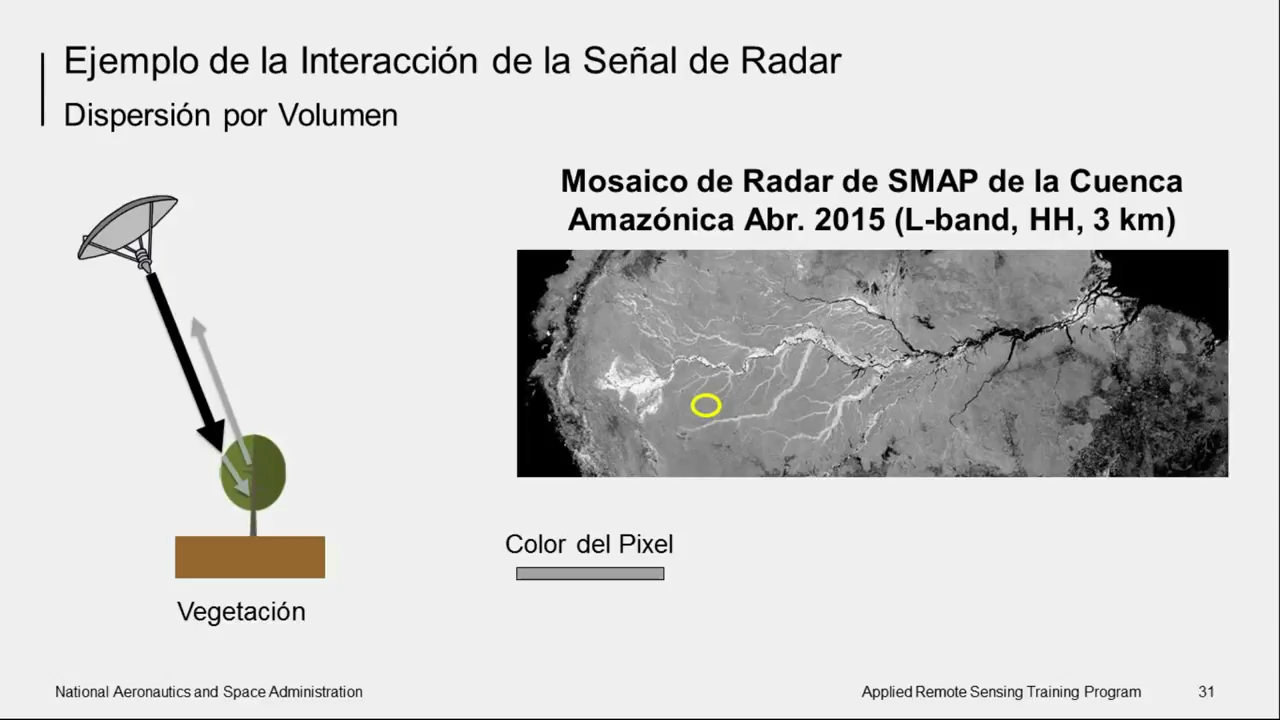 Ejemplo de la Interacción de la Señal de Radar
Dispersión por Volumen
Mosaico de Radar de SMAP de la Cuenca
Amazónica Abr. 2015 (L-band, HH, 3 km)
Color del Pixel
Vegetación
National Aeronautics and Space Administration
Applied Remote Sensing Training Program
31